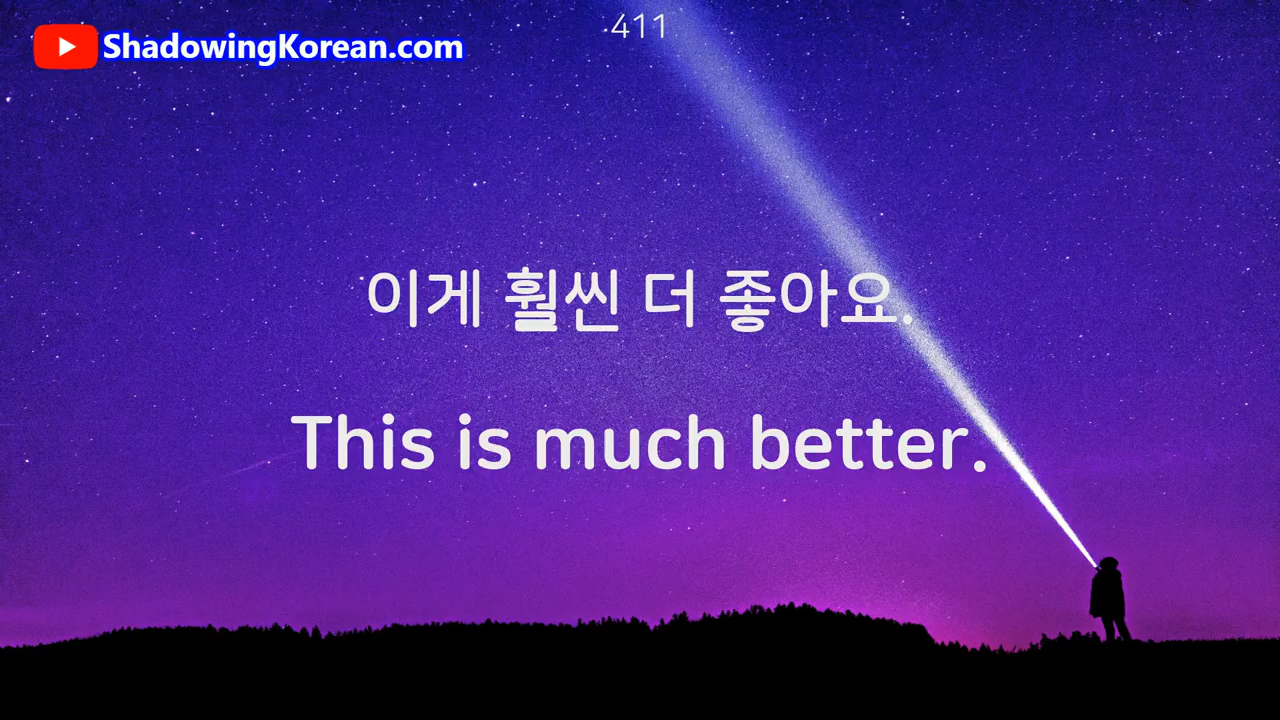 411
ShadowingKorean.com
이게 훨씬 더 좋아요.
This is much better.